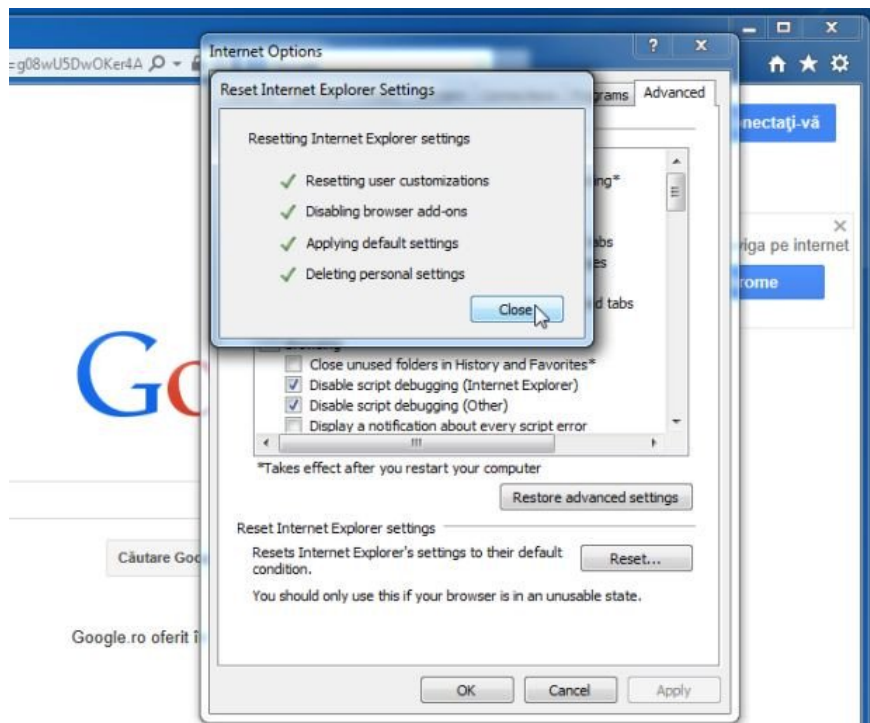 =g08wU5DwOKer4A
Internet Options
Reset Internet Explorer Settings
Advanced
Resetting Internet Explorer settings
Resetting user customizations
Disabling browser add-ons
Applying default settings
Deleting personal settings
Close
nectaţi-vă
viga pe internet
rome
ing*
abs
es
d tabs
Go
Close unused folders in History and Favorites*
Disable script debugging (Internet Explorer)
Disable script debugging (Other)
Display a notification about every script error
*Takes effect after you restart your computer
Restore advanced settings
Reset Internet Explorer settings
Resets Internet Explorer's settings to their default
condition.
Reset...
You should only use this if your browser is in an unusable state.
Căutare Goo
Google.ro oferit î
OK
Cancel
Apply